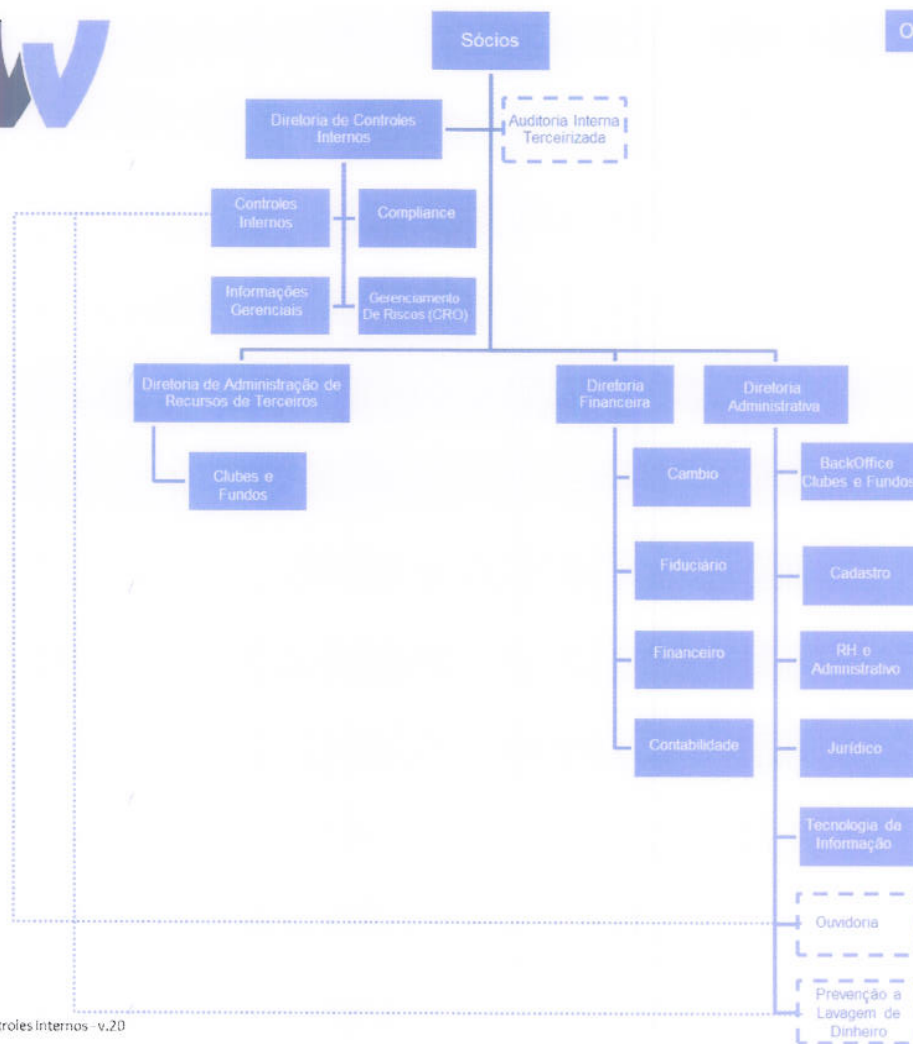 Sócios
O
Diretoria de Controles
Internos
Auditoria Interna
Terceirizada
Controles
Internos
Compliance
Informações
Gerenciais
Gerenciamento
De Riscos (CRO)
Diretoria de Administração de
Recursos de Terceiros
Diretoria
Financeira
Diretoria
Administrativa
Clubes e
Fundos
Cambio
BackOffice
Clubes e Fundos
Fiduciário
Cadastro
Financeiro
RH e
Admnistrativo
Contabilidade
Jurídico
Tecnologia da
Informação
Ouvidoria
Prevenção a
Lavagem de
Dinheiro
troles Internos - v.20